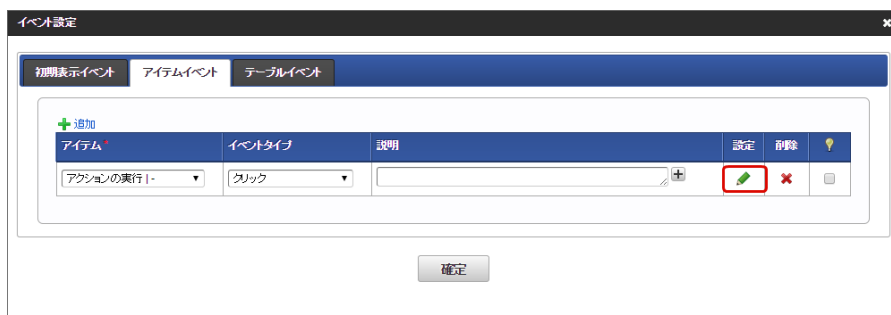 イベント設定
初期表示イベント アイテムイベント テーブルイベント
追加
アイテム* イベントタイプ 説明 設定 削除
アクションの実行 | - クリック
確定